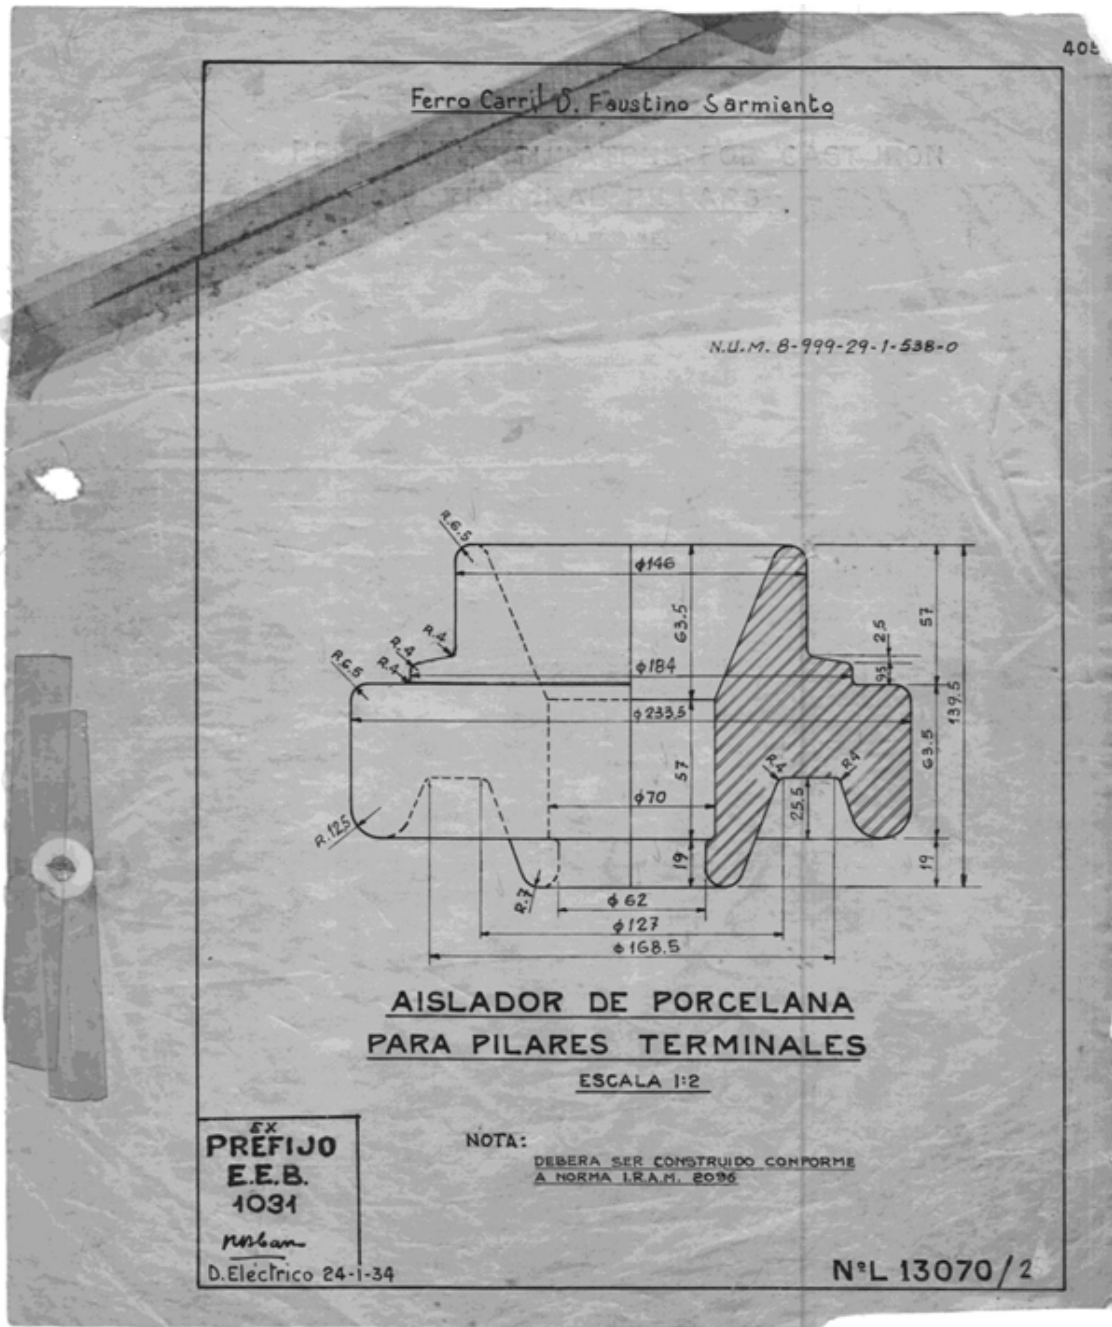 Ferro Carril D. Faustino Sarmiento
N.U.M. 8-999-29-1-538-0
R.6.5
φ146
63.5
57
2,5
R.4
R.4
R.4
R.6.5
φ184
9.5
139.5
φ233,5
63.5
57
R.4
R.4
φ70
25.5
R.12,5
19
19
R.7
φ62
φ127
φ168.5
AISLADOR DE PORCELANA
PARA PILARES TERMINALES
ESCALA 1:2
NOTA:
DEBERA SER CONSTRUIDO CONFORME
A NORMA I.R.A.M. 2096
EX
PREFIJO
E.E.B.
1031
D.Eléctrico 24-1-34
NºL 13070/2